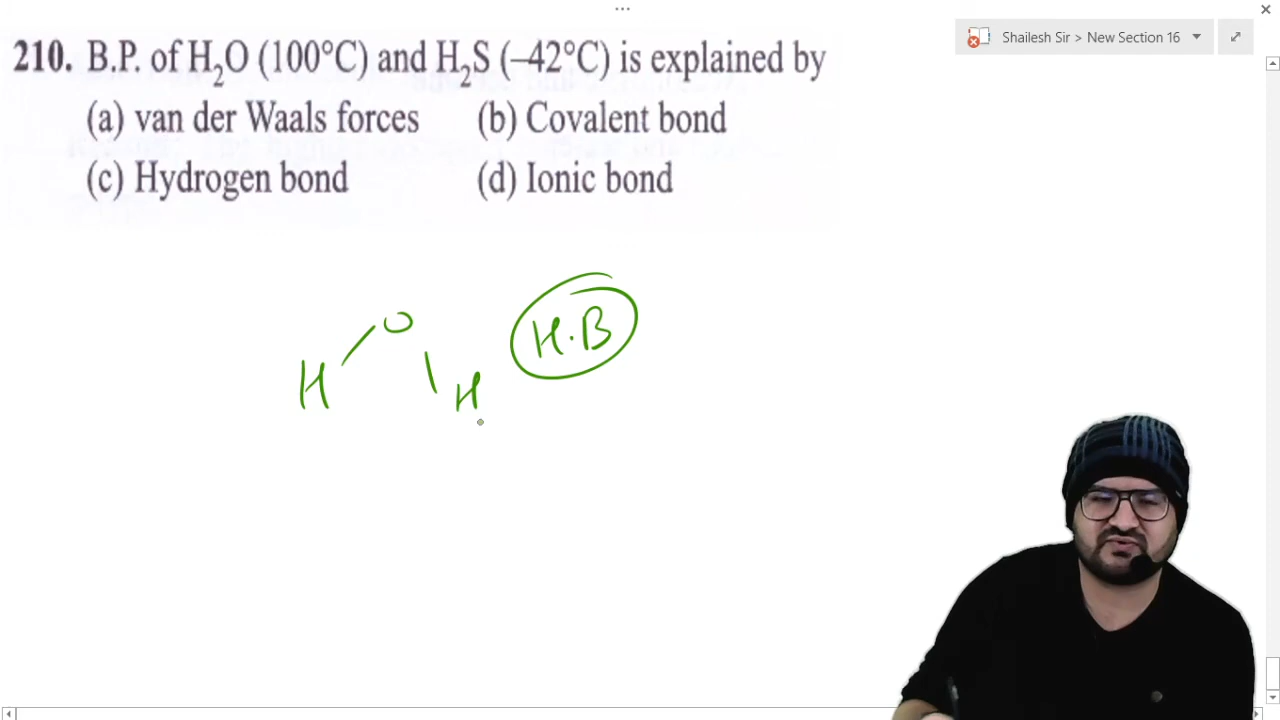 Shailesh Sir > New Section 16
210. B.P. of H₂O (100°C) and H₂S (–42°C) is explained by
(a) van der Waals forces (b) Covalent bond
(c) Hydrogen bond (d) Ionic bond
O
H H
H.B